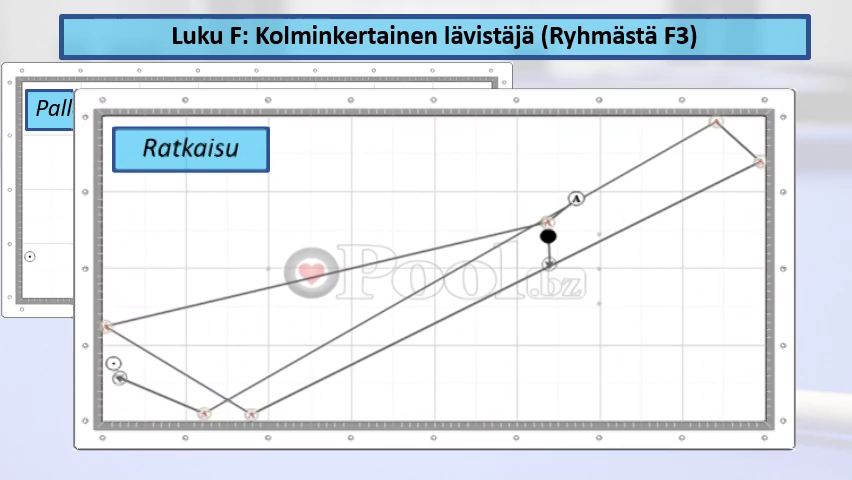 Luku F: Kolminkertainen lävistäjä (Ryhmästä F3)
Pall
Ratkaisu
A
Pool.bz